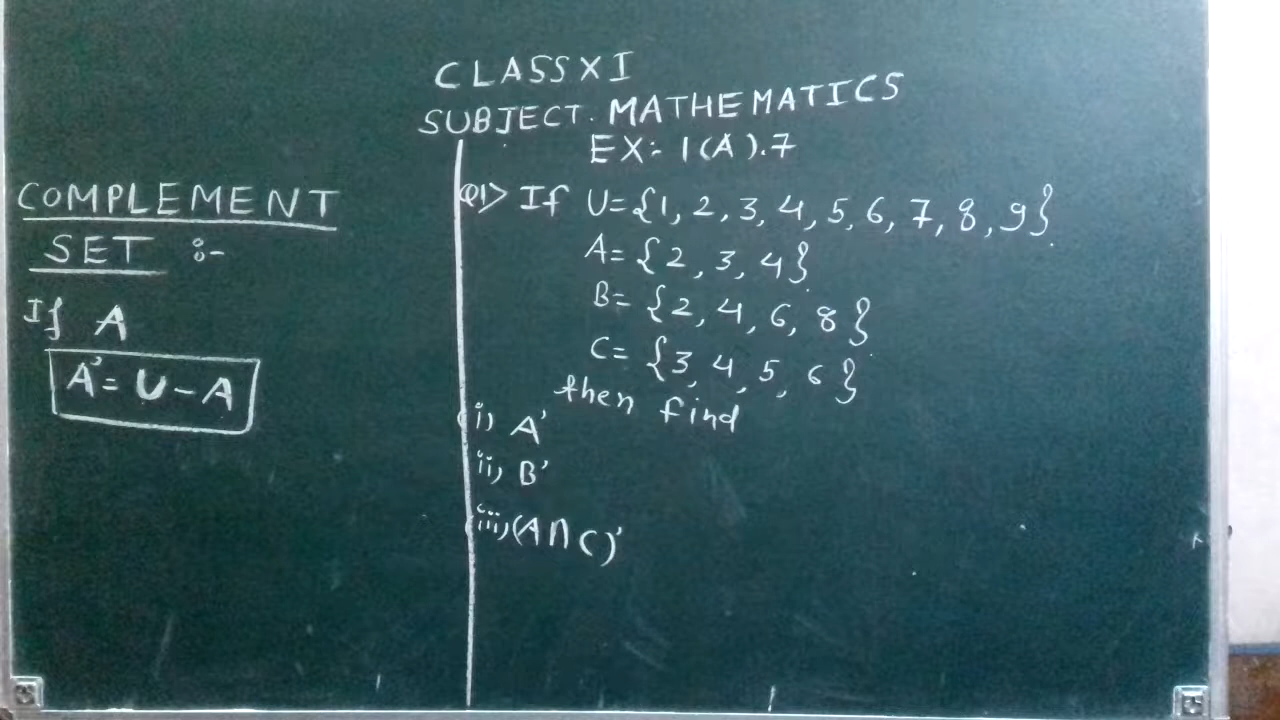 CLASS XI
SUBJECT. MATHEMATICS
EX:- 1(A).7
COMPLEMENT
SET :-
If A
A' = U - A
Q1> If U={1, 2, 3, 4, 5, 6, 7, 8, 9}
A={2, 3, 4}
B={2, 4, 6, 8}
C={3, 4, 5, 6}
then find
(i) A'
ii) B'
(iii) (A∩C)'